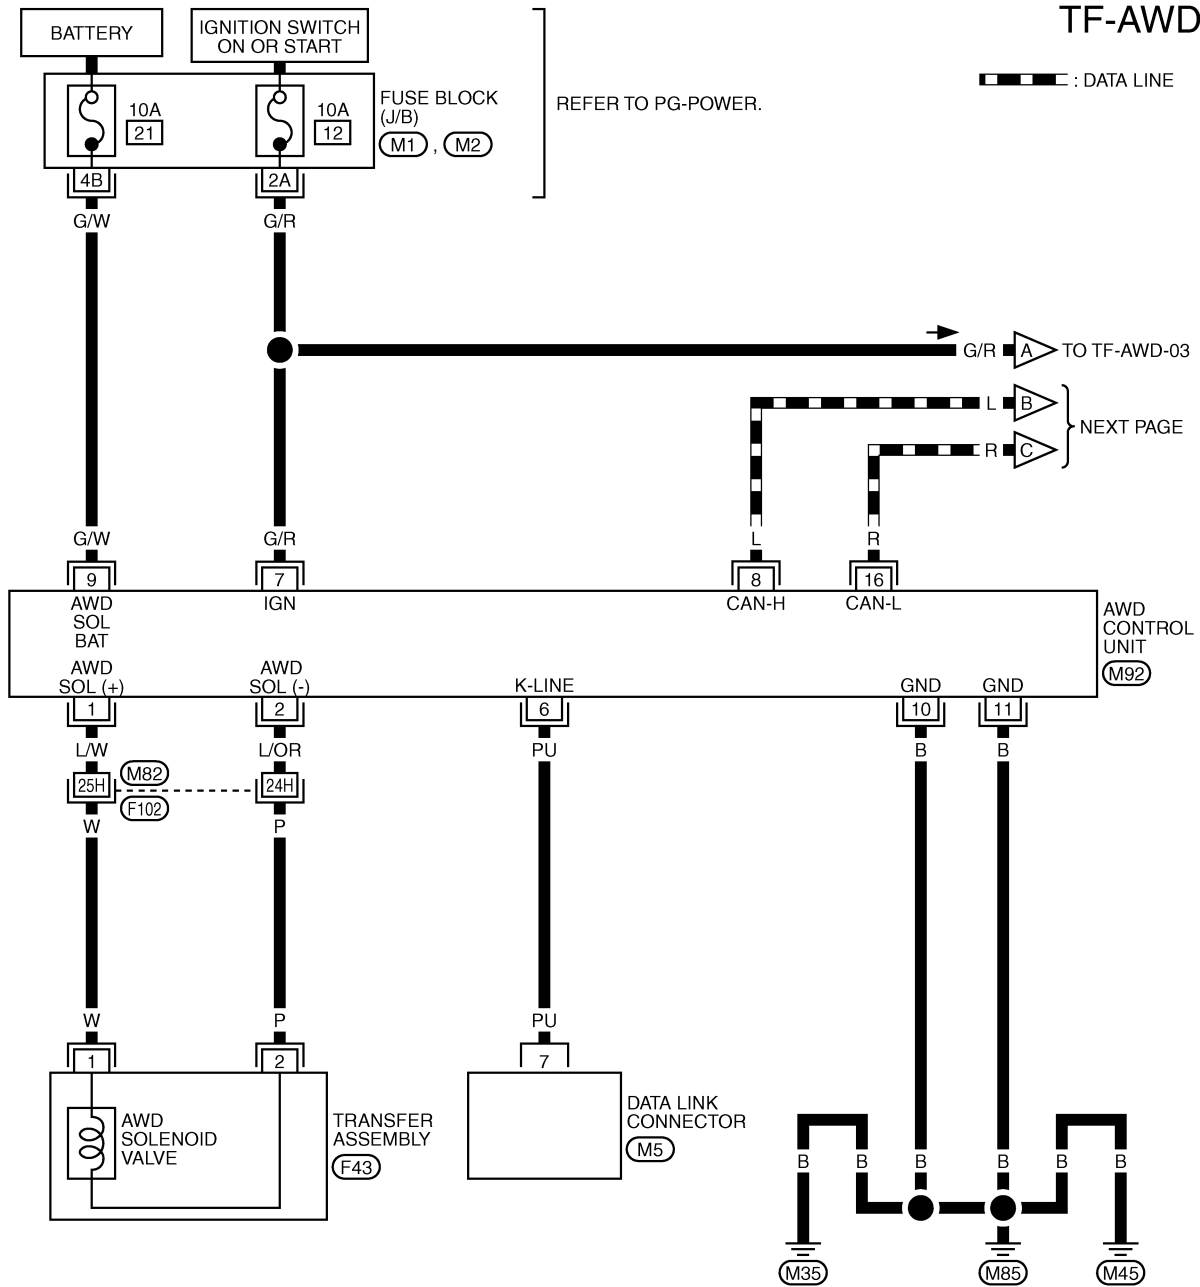 TF-AWD
BATTERY
IGNITION SWITCH
ON OR START
: DATA LINE
10A
21
10A
12
FUSE BLOCK
(J/B)
M1 , M2
REFER TO PG-POWER.
4B
2A
G/W
G/R
G/R
A
TO TF-AWD-03
L
B
NEXT PAGE
R
C
G/W
G/R
L
R
9
7
8
16
AWD
SOL
BAT
IGN
CAN-H
CAN-L
AWD
CONTROL
UNIT
M92
AWD
SOL (+)
AWD
SOL (-)
K-LINE
GND
GND
1
2
6
10
11
L/W
L/OR
PU
B
B
25H
M82
F102
24H
W
P
W
P
PU
1
2
7
AWD
SOLENOID
VALVE
TRANSFER
ASSEMBLY
F43
DATA LINK
CONNECTOR
M5
B
B
B
B
B
B
M35
M85
M45